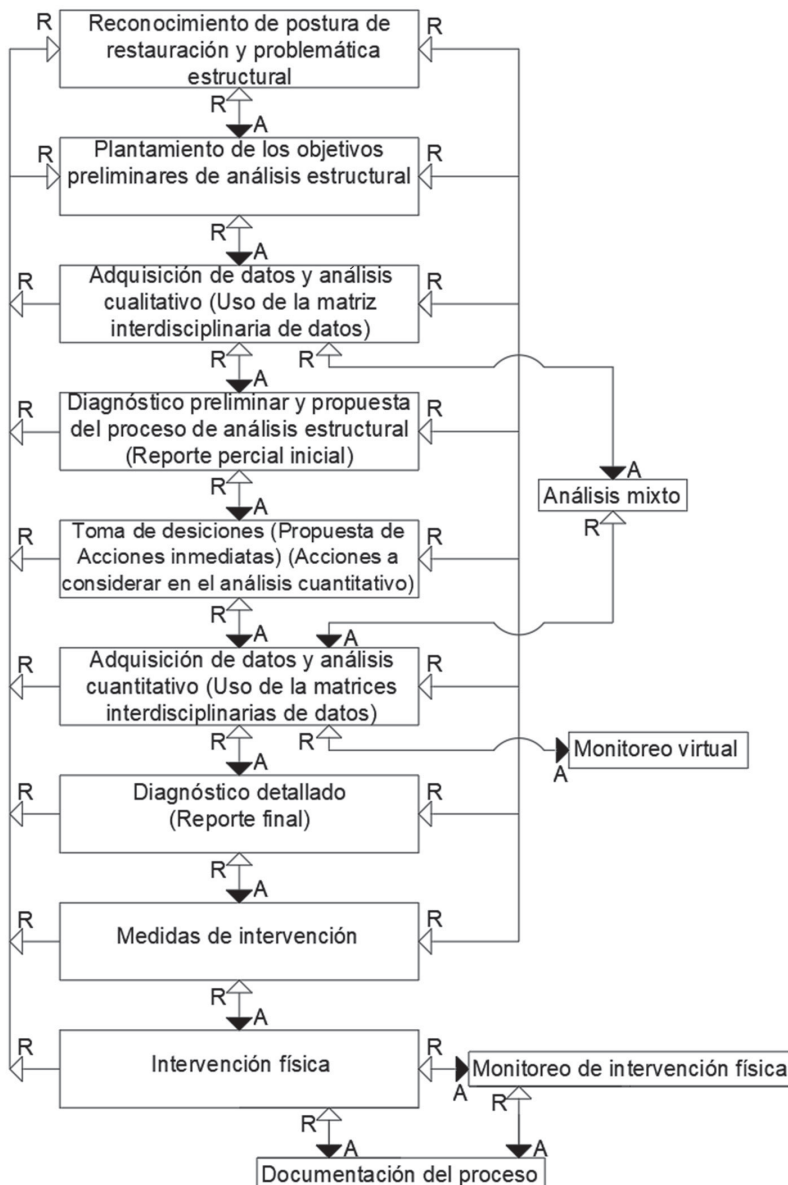 R
R
Reconocimiento de postura de
restauración y problemática
estructural
R
A
R
R
Plantamiento de los objetivos
preliminares de análisis estructural
R
A
R
R
Adquisición de datos y análisis
cualitativo (Uso de la matriz
interdisciplinaria de datos)
R
A
R
R
R
Diagnóstico preliminar y propuesta
del proceso de análisis estructural
(Reporte percial inicial)
R
A
A
Análisis mixto
R
R
R
Toma de desiciones (Propuesta de
Acciones inmediatas) (Acciones a
considerar en el análisis cuantitativo)
R
A
A
R
R
Adquisición de datos y análisis
cuantitativo (Uso de la matrices
interdisciplinarias de datos)
R
A
R
Monitoreo virtual
A
R
R
Diagnóstico detallado
(Reporte final)
R
A
R
R
Medidas de intervención
R
A
R
R
Intervención física
A
Monitoreo de intervención física
R
R
A
A
Documentación del proceso